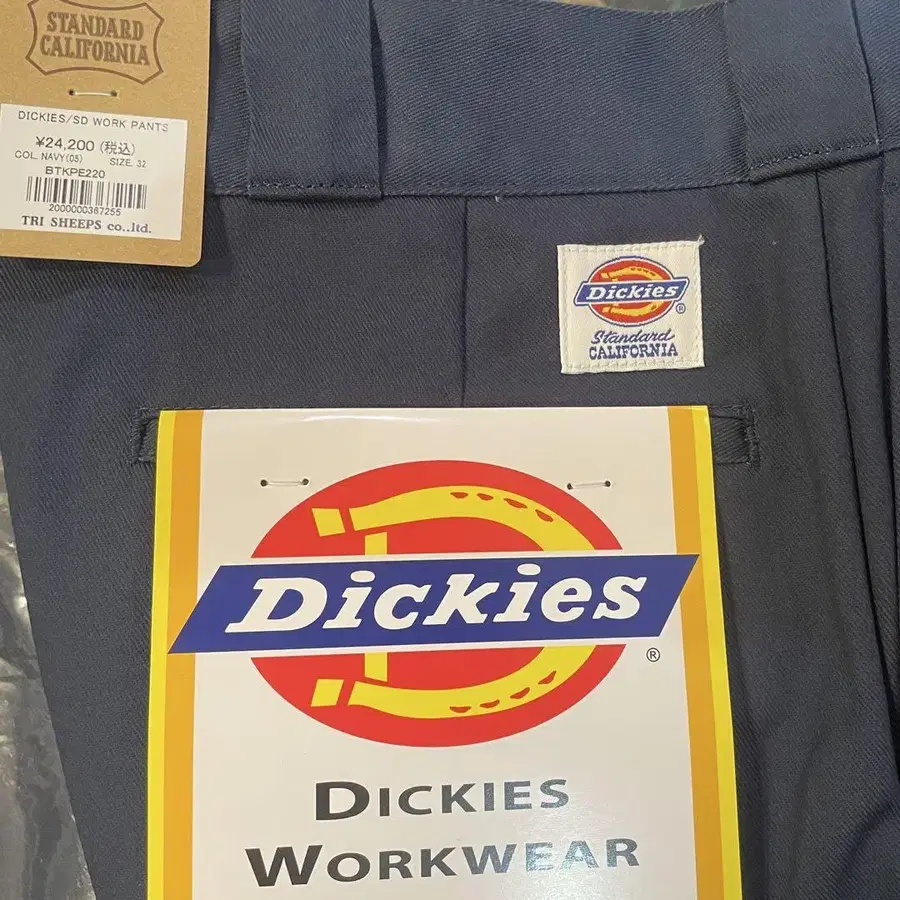 STANDARD
CALIFORNIA
DICKIES/SD WORK PANTS
¥24,200 (税込)
COL. NAVY(05) SIZE. 32
BTKPE220
2000000367255
TRI SHEEPS co.,ltd.
Dickies®
Standard
CALIFORNIA
Dickies®
DICKIES
WORKWEAR